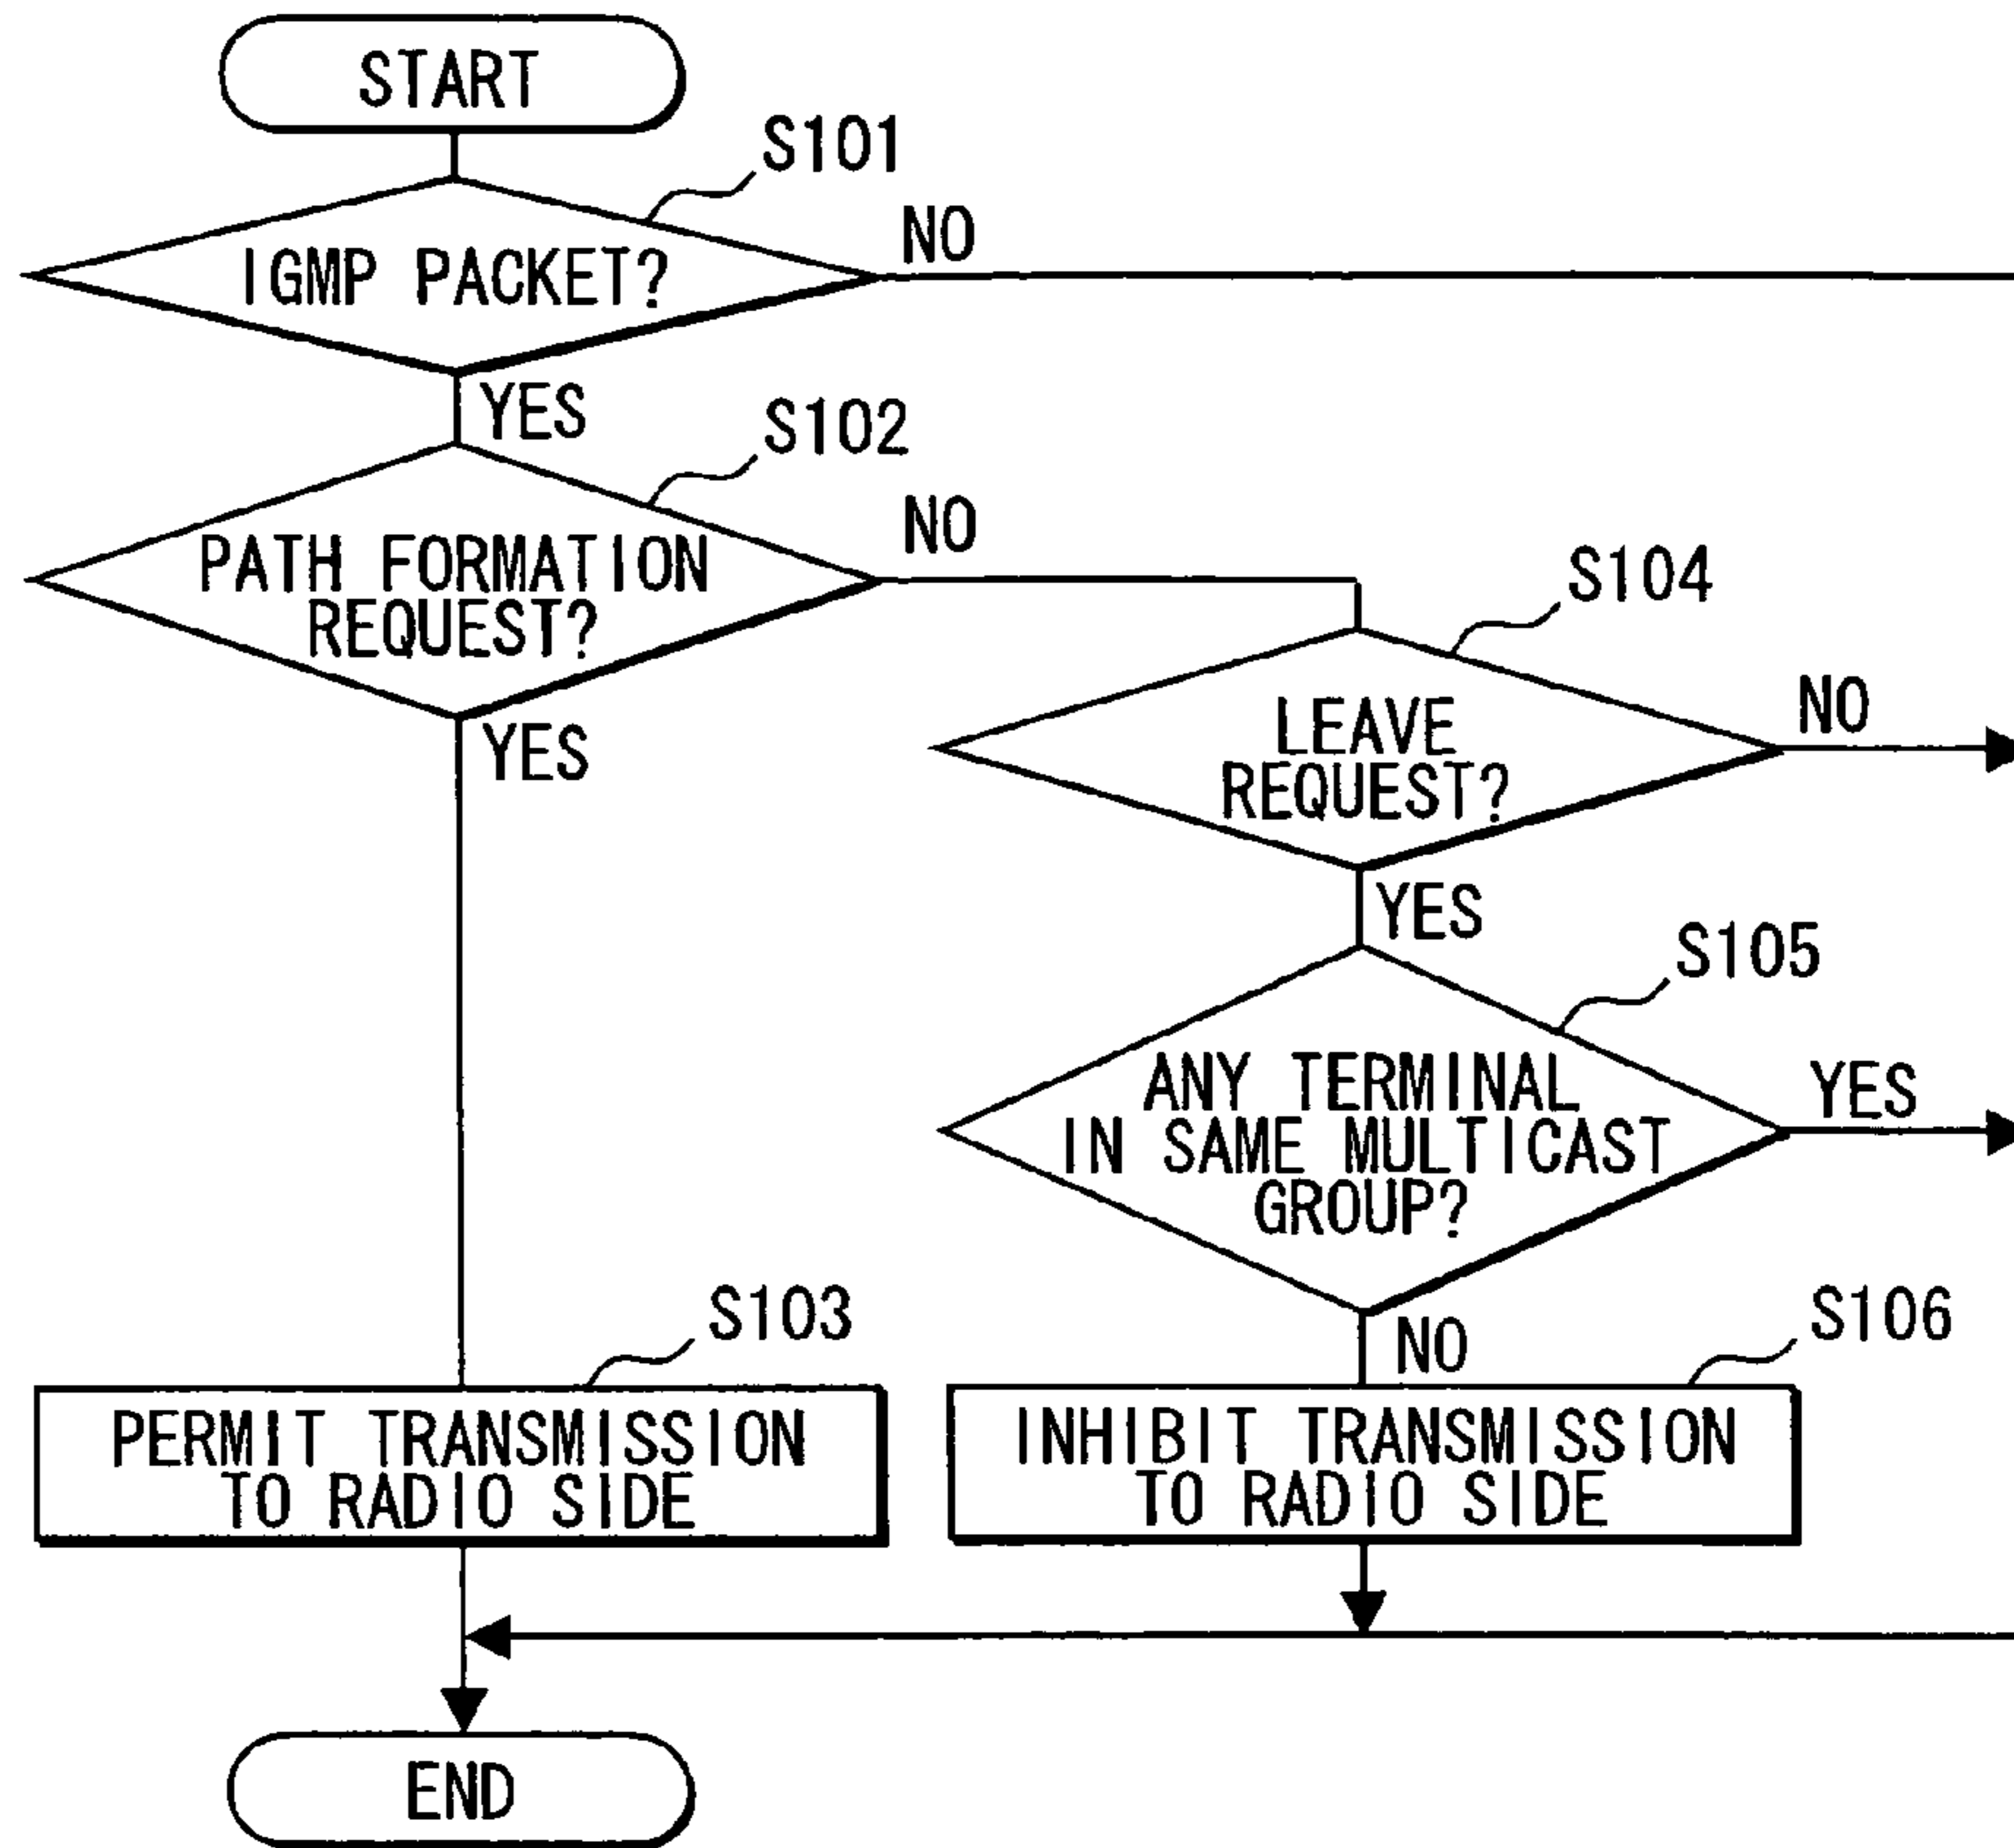 START
S101
IGMP PACKET?
NO
YES
S102
PATH FORMATION
REQUEST?
NO
YES
S104
LEAVE
REQUEST?
NO
YES
S105
ANY TERMINAL
IN SAME MULTICAST
GROUP?
YES
NO
S103
PERMIT TRANSMISSION
TO RADIO SIDE
S106
INHIBIT TRANSMISSION
TO RADIO SIDE
END